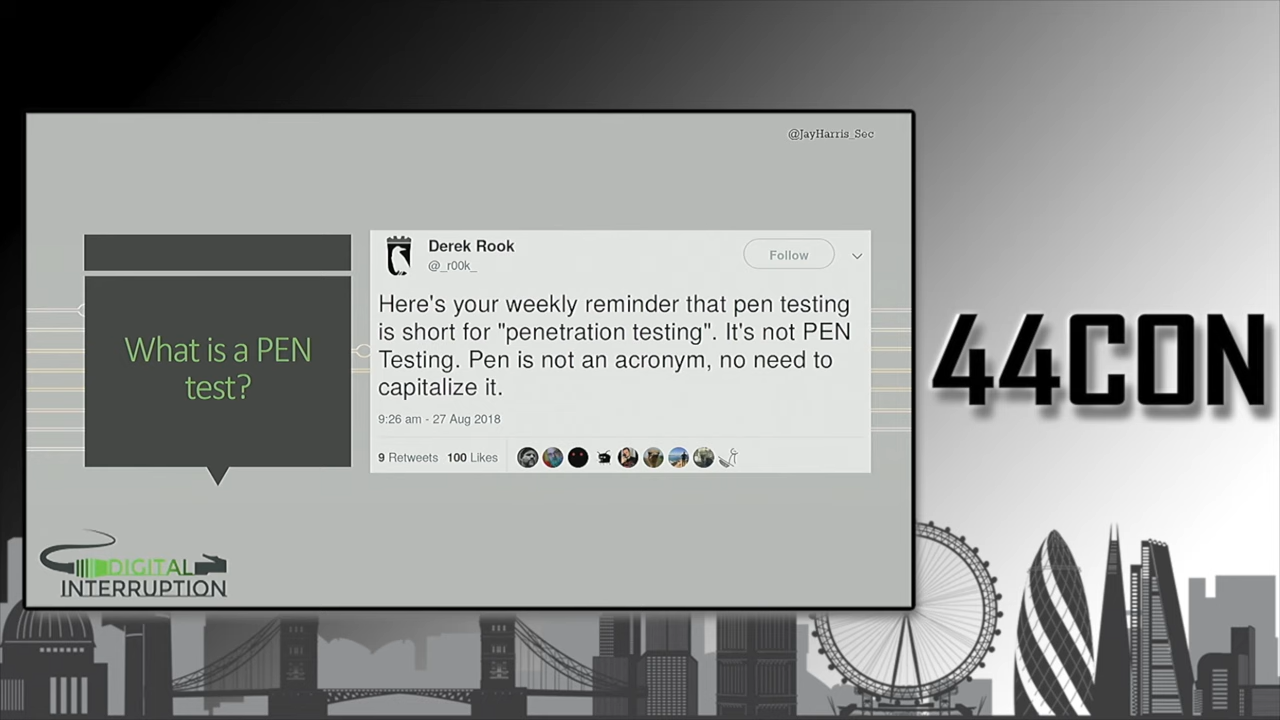 @JayHarris_Sec
What is a PEN
test?
Derek Rook
@_r00k_
Follow
Here's your weekly reminder that pen testing
is short for "penetration testing". It's not PEN
Testing. Pen is not an acronym, no need to
capitalize it.
9:26 am - 27 Aug 2018
9 Retweets 100 Likes
DIGITAL
INTERRUPTION
44CON